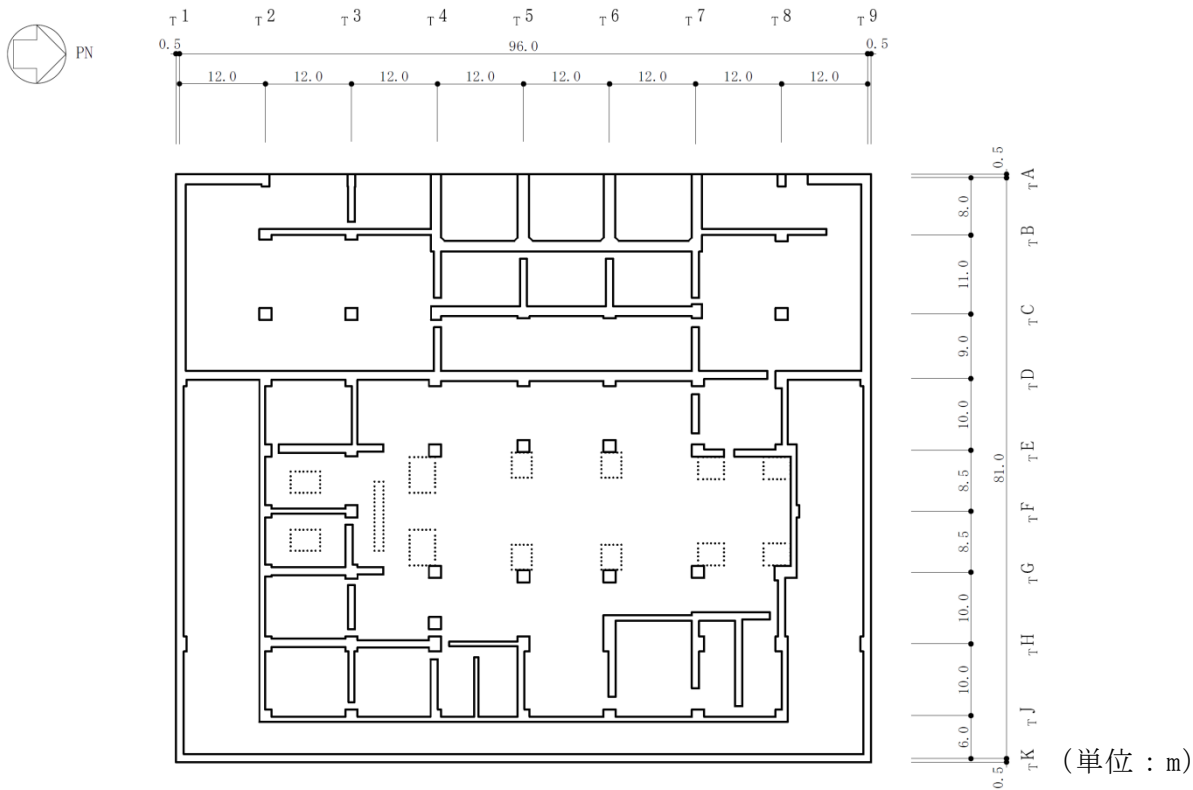 T1 T2 T3 T4 T5 T6 T7 T8 T9
PN
0.5 96.0 0.5
12.0 12.0 12.0 12.0 12.0 12.0 12.0 12.0
0.5
TA
8.0
TB
11.0
TC
9.0
TD
10.0
TE
8.5
81.0
TF
8.5
TG
10.0
TH
10.0
TJ
6.0
TK
0.5
(単位：m)